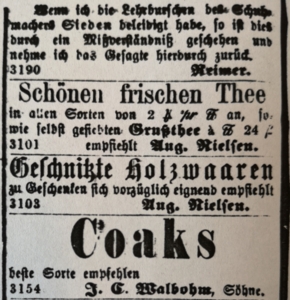 Wenn ich die Lehrburschen des Schuh-
machers Sieden beleidigt habe, so ist dies
durch ein Mißverständniß geschehen und
nehme ich das Gesagte hierdurch zurück.
3190 Reimer.
Schönen frischen Thee
in allen Sorten von 2 ℳ pr ℔ an, so-
wie selbst gesiebten Grußthee à ℔ 24 ß
3101 empfiehlt Aug. Nielsen.
Geschnitzte Holzwaaren
zu Geschenken sich vorzüglich eignend empfiehlt
3103 Aug. Nielsen.
Coaks
beste Sorte empfehlen
3154 J. C. Walbohm, Söhne.